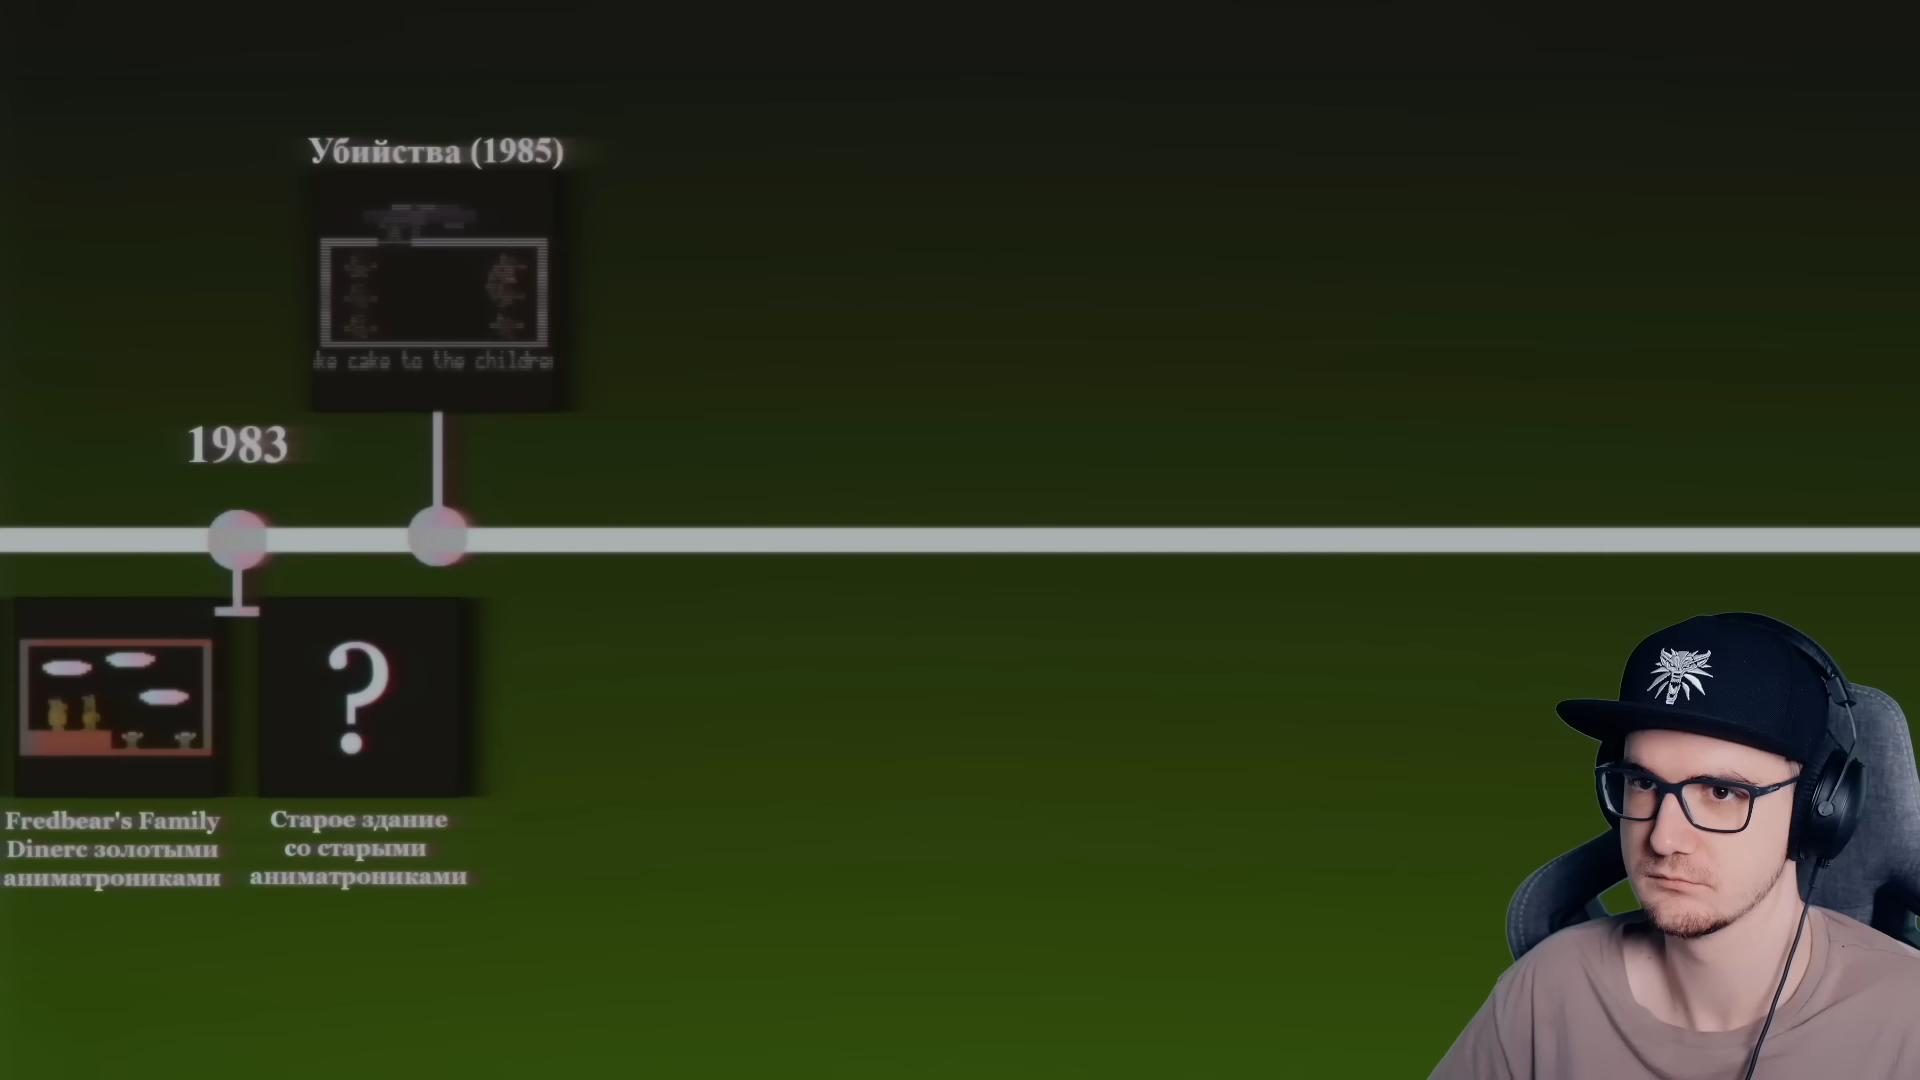 Убийства (1985)
ke cake to the childre
1983
?
Fredbear's Family
Dinerс золотыми
аниматрониками
Старое здание
со старыми
аниматрониками